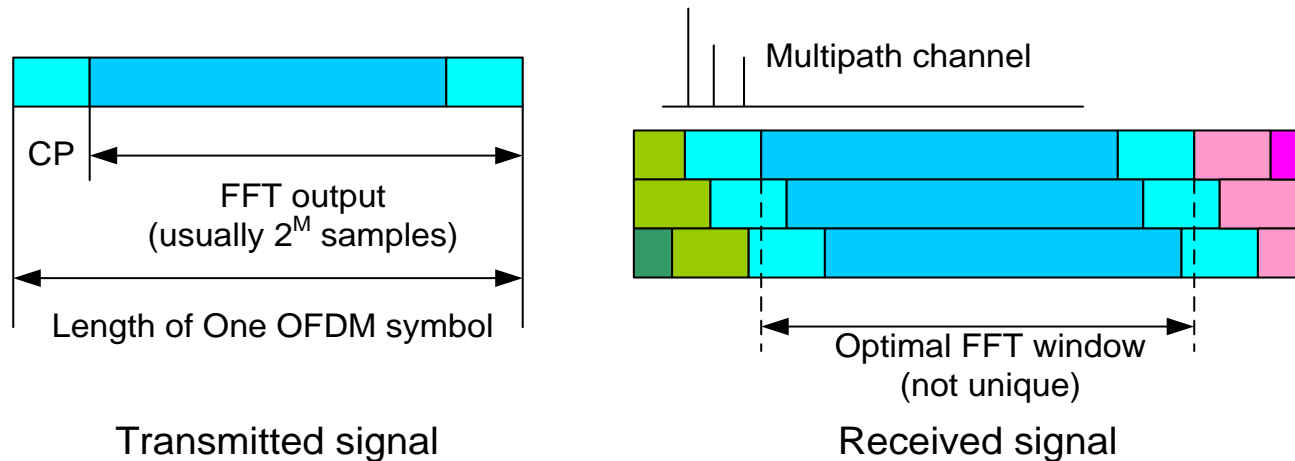 CP
FFT output
(usually 2^M samples)
Length of One OFDM symbol
Transmitted signal
Multipath channel
Optimal FFT window
(not unique)
Received signal